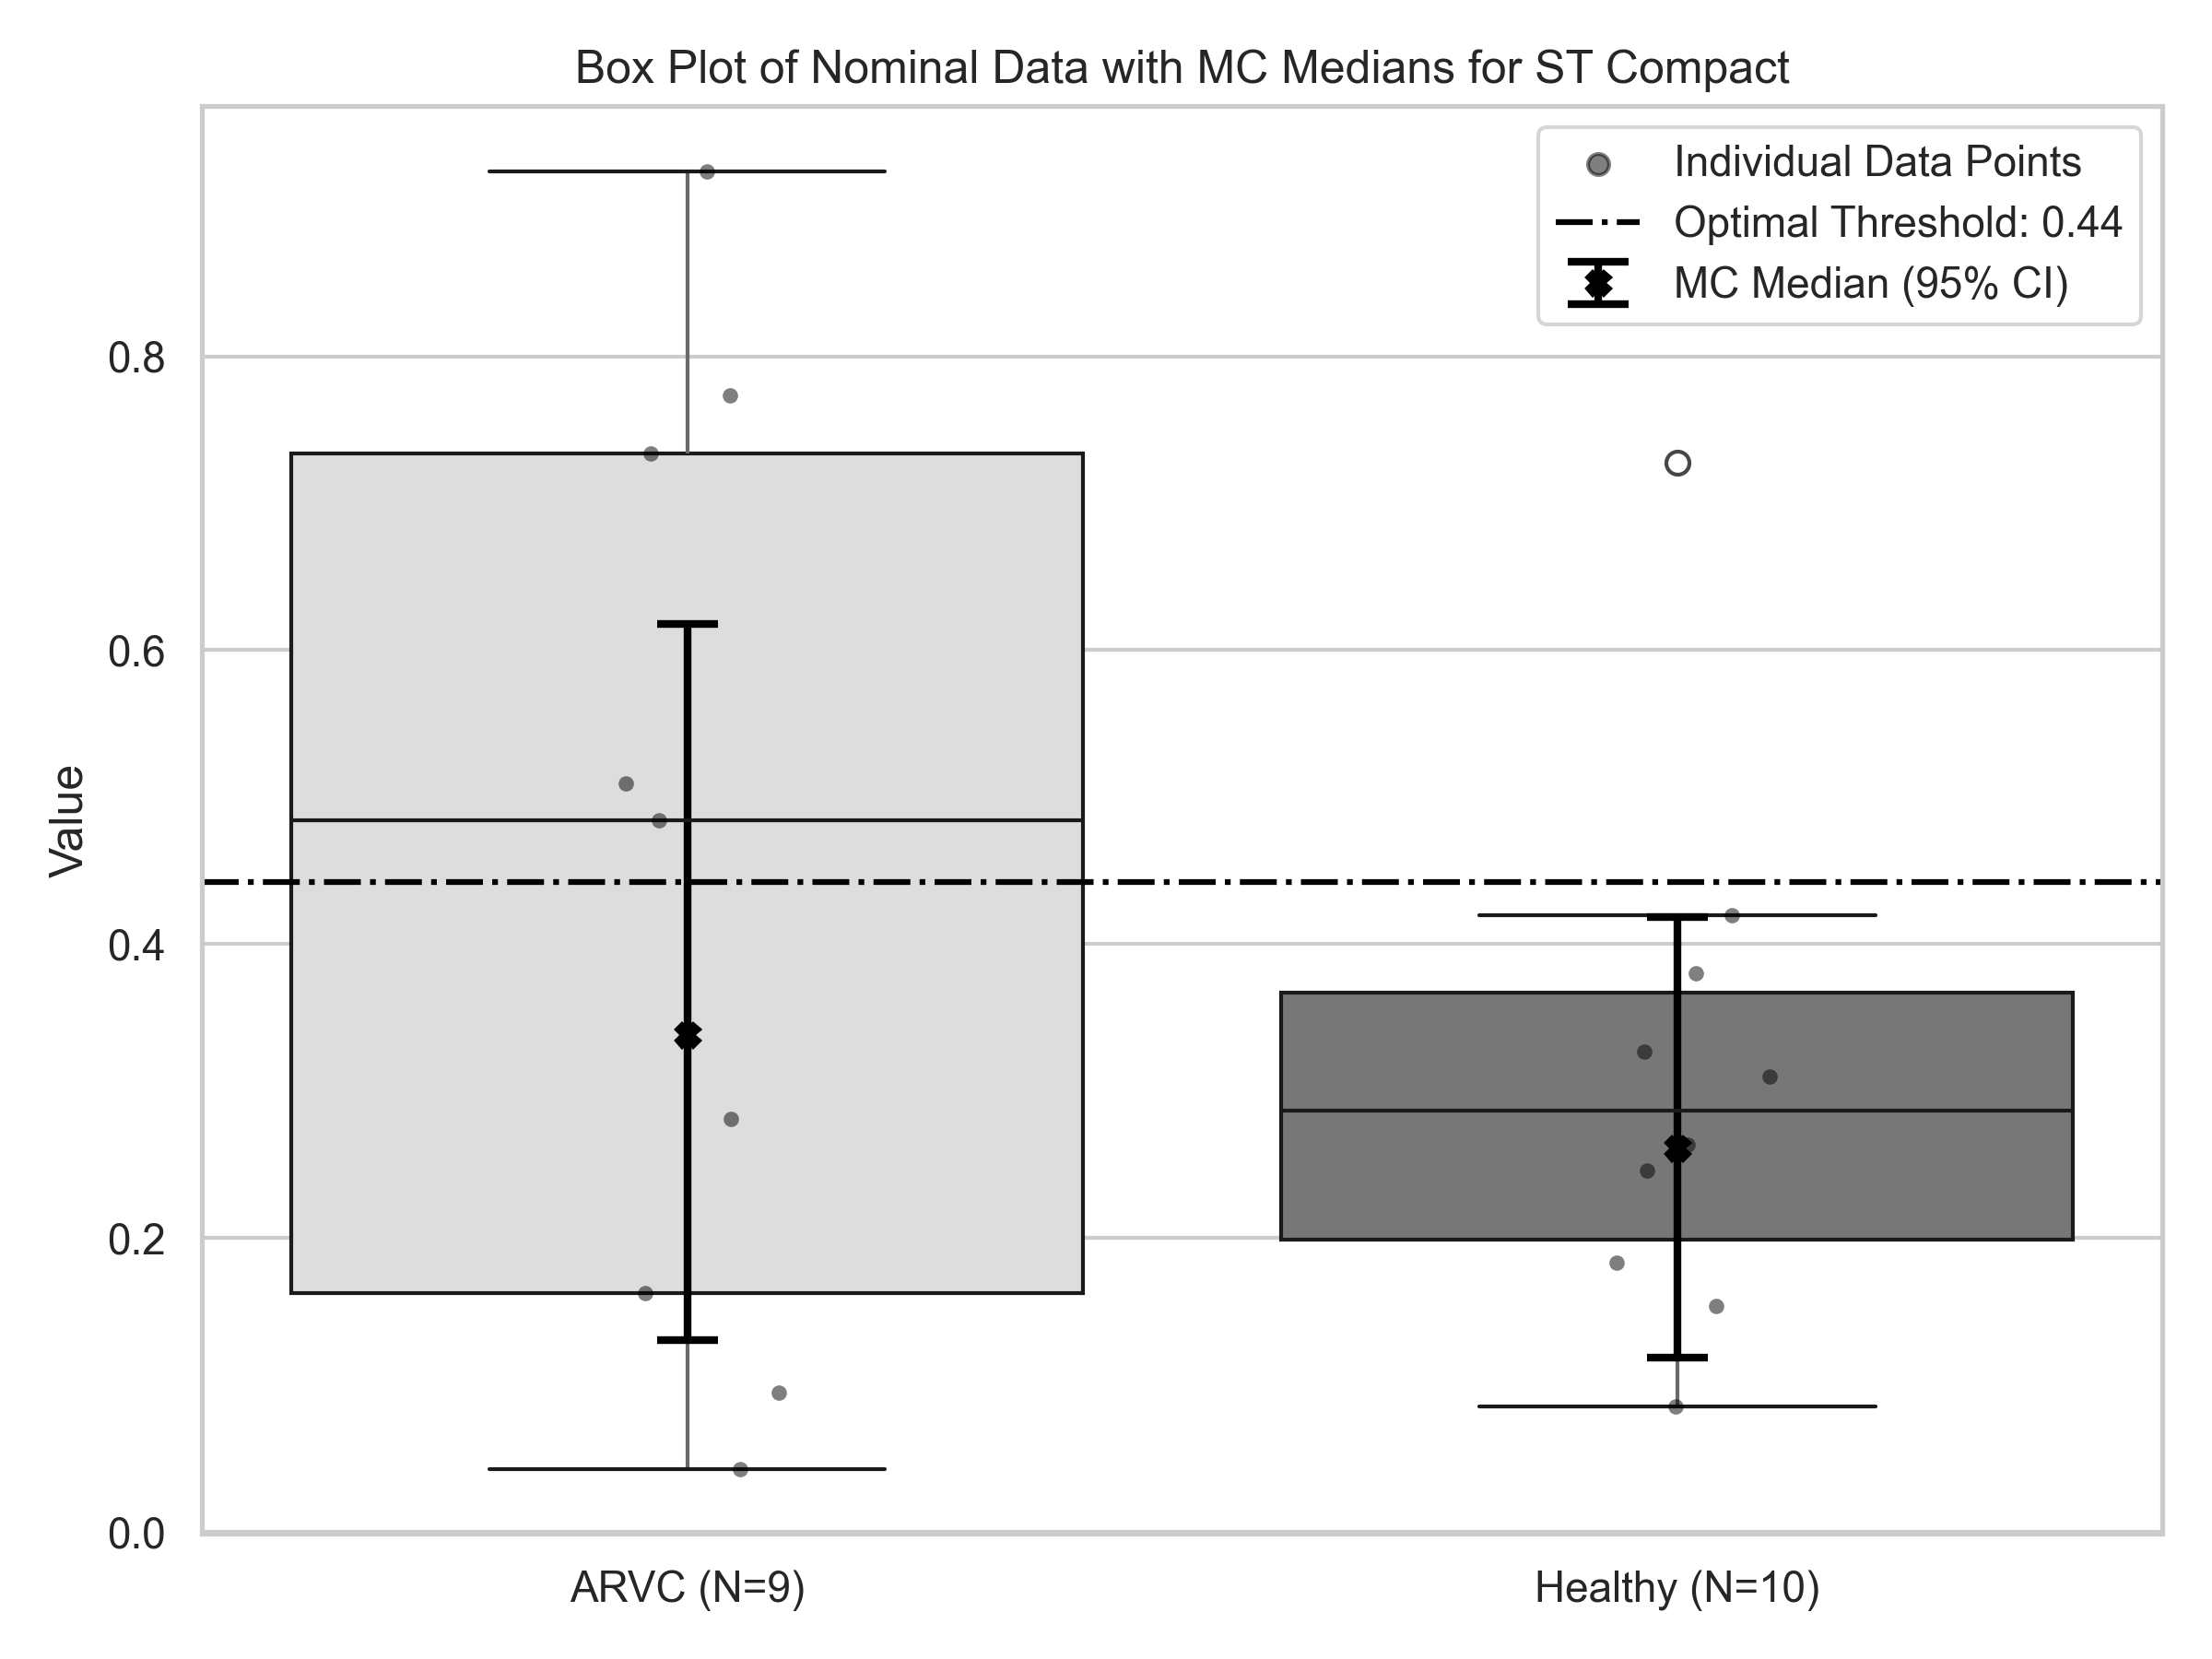 Box Plot of Nominal Data with MC Medians for ST Compact
Individual Data Points
Optimal Threshold: 0.44
MC Median (95% CI)
Value
0.8
0.6
0.4
0.2
0.0
ARVC (N=9)
Healthy (N=10)